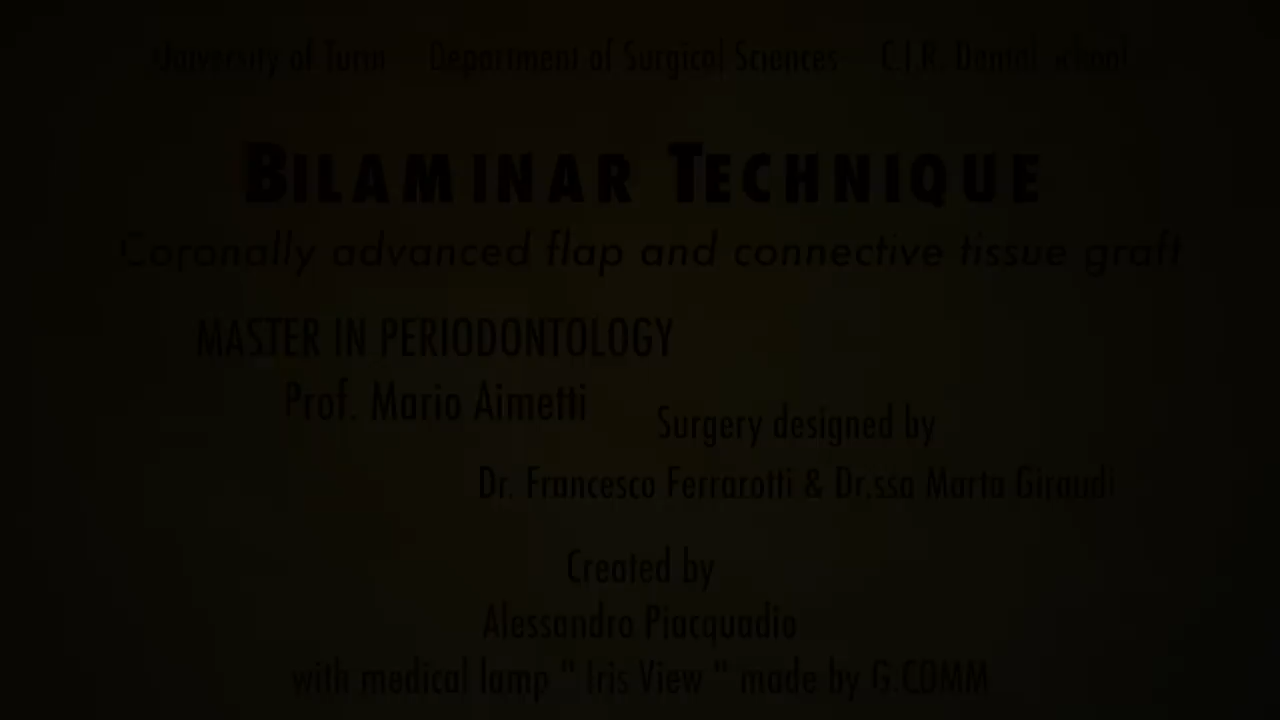 University of Turin Department of Surgical Sciences C.I.R. Dental School
BILAMINAR TECHNIQUE
Coronally advanced flap and connective tissue graft
MASTER IN PERIODONTOLOGY
Prof. Mario Aimetti
Surgery designed by
Dr. Francesco Ferrarotti & Dr.ssa Marta Giraudi
Created by
Alessandro Piacquadio
with medical lamp " Iris View " made by G.COMM